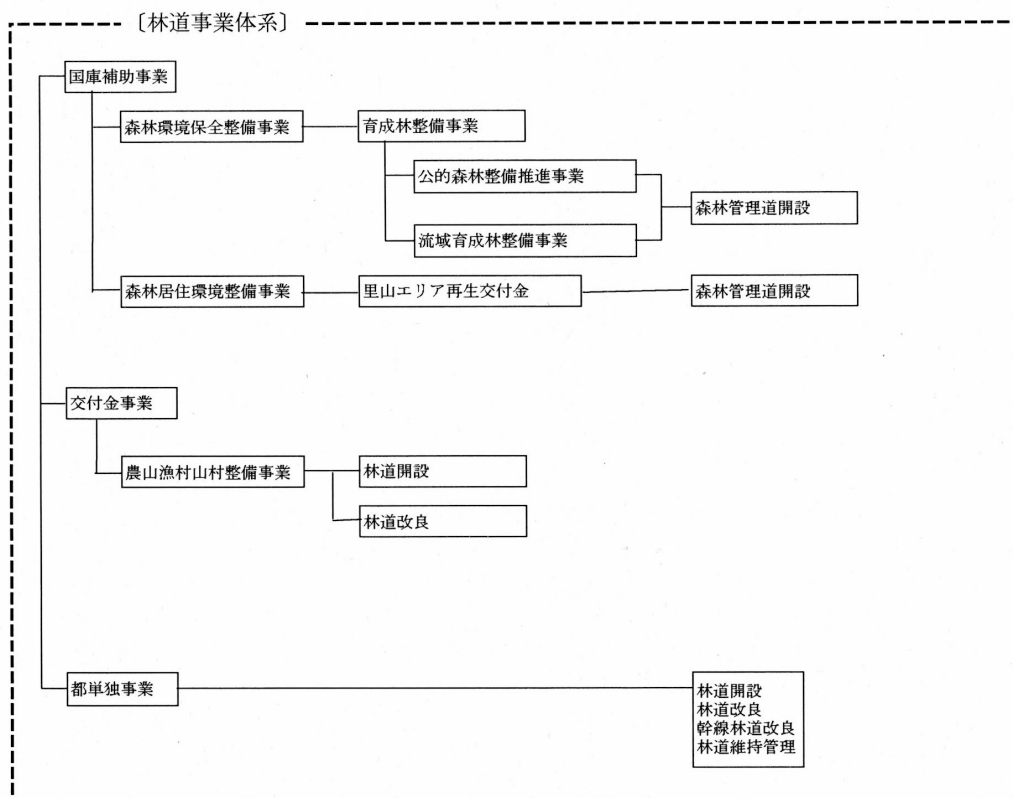 〔林道事業体系〕
国庫補助事業
森林環境保全整備事業
育成林整備事業
公的森林整備推進事業
森林管理道開設
流域育成林整備事業
森林居住環境整備事業
里山エリア再生交付金
森林管理道開設
交付金事業
農山漁村山村整備事業
林道開設
林道改良
都単独事業
林道開設
林道改良
幹線林道改良
林道維持管理